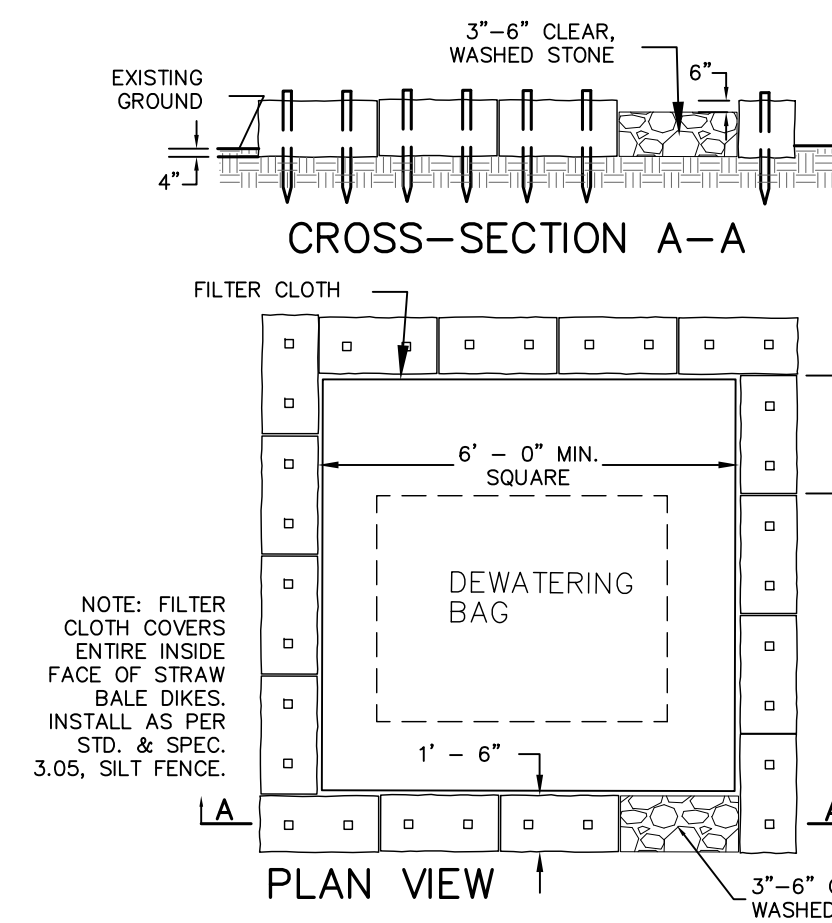 3”–6” CLEAR,
WASHED STONE
6”
EXISTING
GROUND
4”
CROSS–SECTION A–A
FILTER CLOTH
6’ – 0” MIN.
SQUARE
DEWATERING
BAG
NOTE: FILTER
CLOTH COVERS
ENTIRE INSIDE
FACE OF STRAW
BALE DIKES.
INSTALL AS PER
STD. & SPEC.
3.05, SILT FENCE.
1’ – 6”
A
PLAN VIEW
3”–6”
WASHED